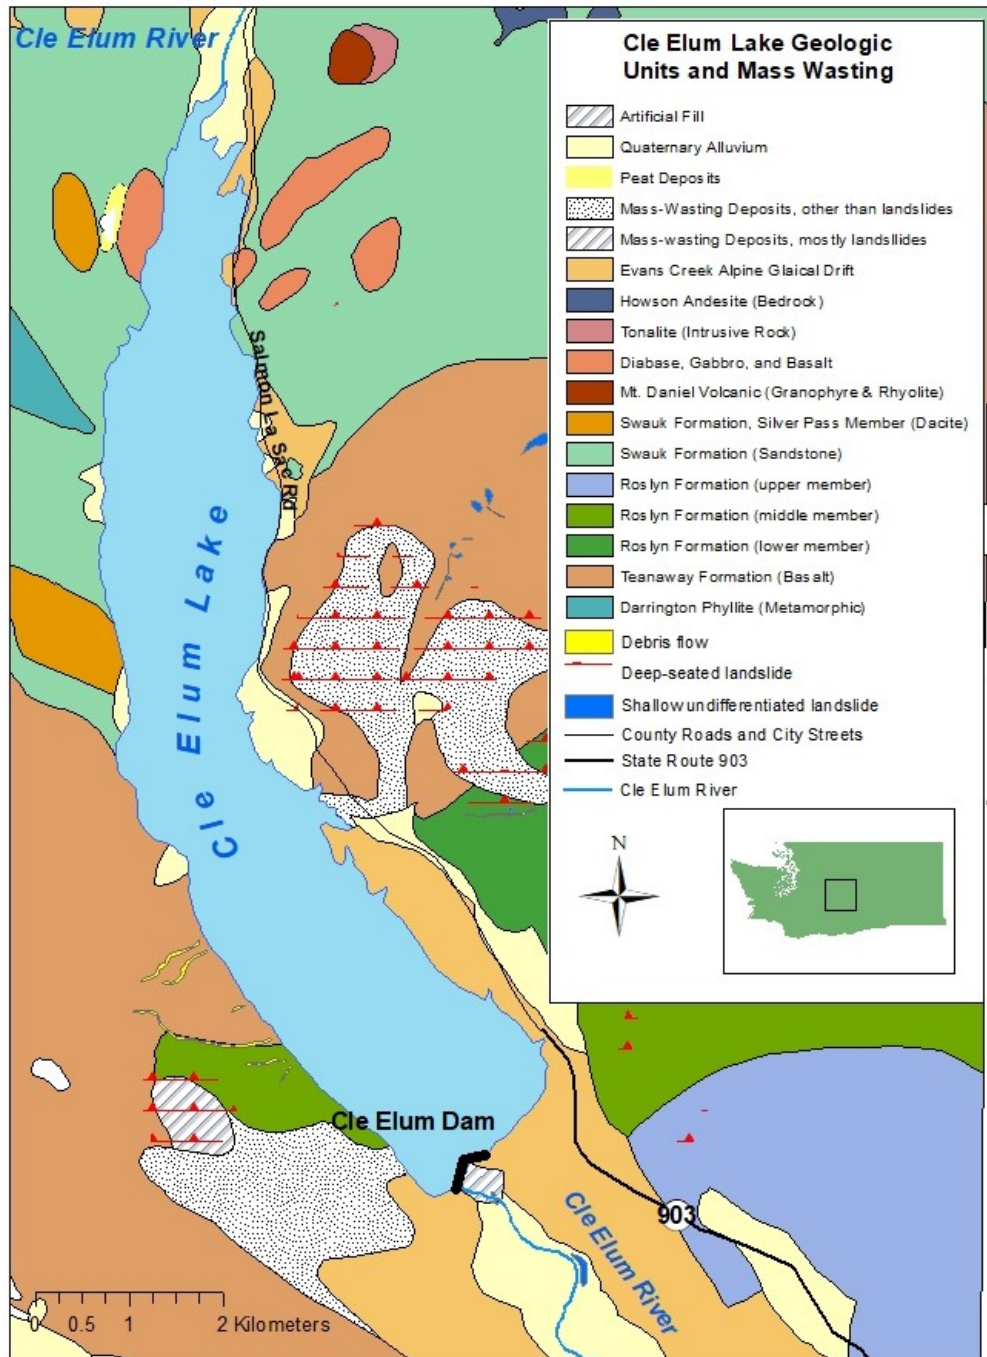 Cle Elum River
Cle Elum Lake Geologic
Units and Mass Wasting
Artificial Fill
Quaternary Alluvium
Peat Deposits
Mass-Wasting Deposits, other than landslides
Mass-wasting Deposits, mostly landsllides
Evans Creek Alpine Glaical Drift
Howson Andesite (Bedrock)
Tonalite (Intrusive Rock)
Diabase, Gabbro, and Basalt
Mt. Daniel Volcanic (Granophyre & Rhyolite)
Swauk Formation, Silver Pass Member (Dacite)
Swauk Formation (Sandstone)
Roslyn Formation (upper member)
Roslyn Formation (middle member)
Roslyn Formation (lower member)
Teanaway Formation (Basalt)
Darrington Phyllite (Metamorphic)
Debris flow
Deep-seated landslide
Shallow undifferentiated landslide
County Roads and City Streets
State Route 903
Cle Elum River
N
Salmon La Sac Rd
Cle Elum Lake
Cle Elum Dam
903
Cle Elum River
0 0.5 1 2 Kilometers